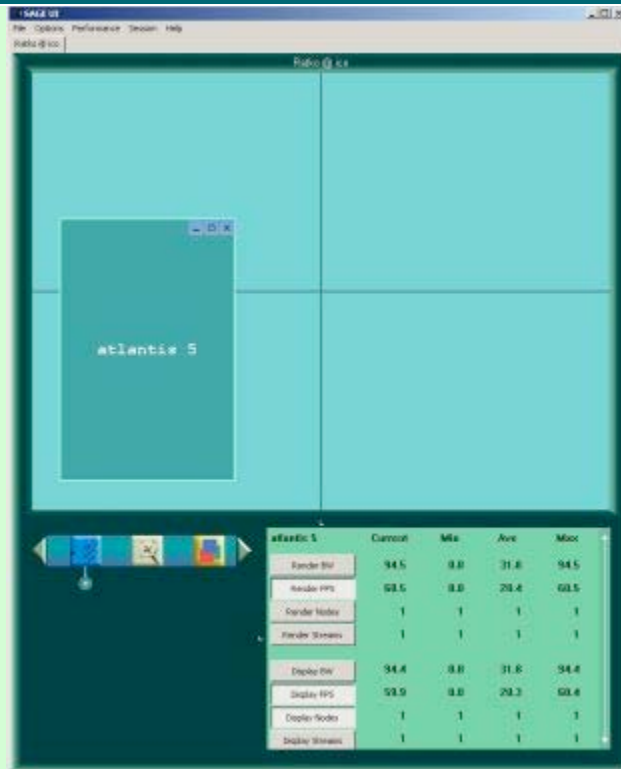 SAGE UI
File Options Performance Session Help
Ratko @ ice
Ratko @ ice
atlantis 5
atlantis 5 Current Min Ave Max
Render BW 94.5 0.0 31.8 94.5
Render FPS 60.5 0.0 20.4 60.5
Render Nodes 1 1 1 1
Render Streams 1 1 1 1
Display BW 94.4 0.0 31.8 94.4
Display FPS 59.9 0.0 20.3 60.4
Display Nodes 1 1 1 1
Display Streams 1 1 1 1